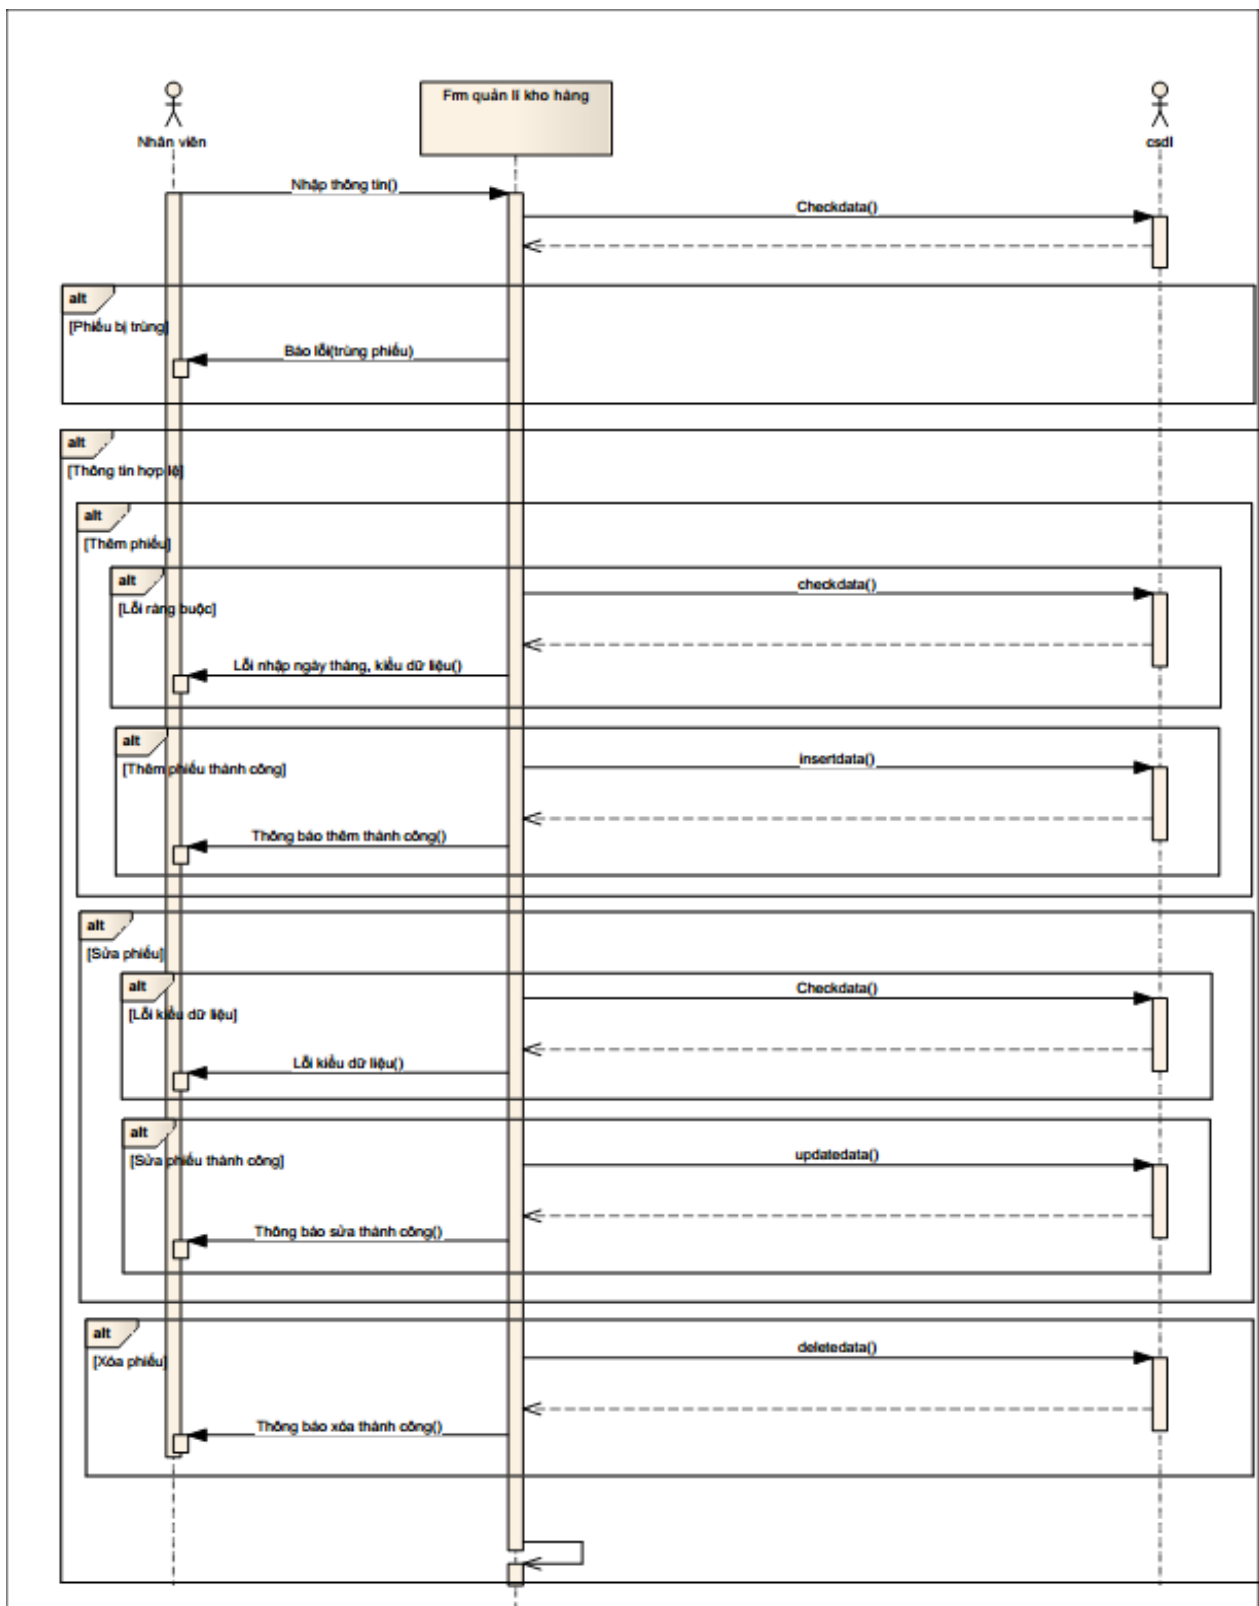 Frm quản lí kho hàng
Nhân viên
csdl
Nhập thông tin()
Checkdata()
alt
[Phiếu bị trùng]
Báo lỗi(trùng phiếu)
alt
[Thông tin hợp lệ]
alt
[Thêm phiếu]
alt
checkdata()
[Lỗi ràng buộc]
Lỗi nhập ngày tháng, kiểu dữ liệu()
alt
insertdata()
[Thêm phiếu thành công]
Thông báo thêm thành công()
alt
[Sửa phiếu]
alt
Checkdata()
[Lỗi kiểu dữ liệu]
Lỗi kiểu dữ liệu()
alt
updatedata()
[Sửa phiếu thành công]
Thông báo sửa thành công()
alt
deletedata()
[Xóa phiếu]
Thông báo xóa thành công()